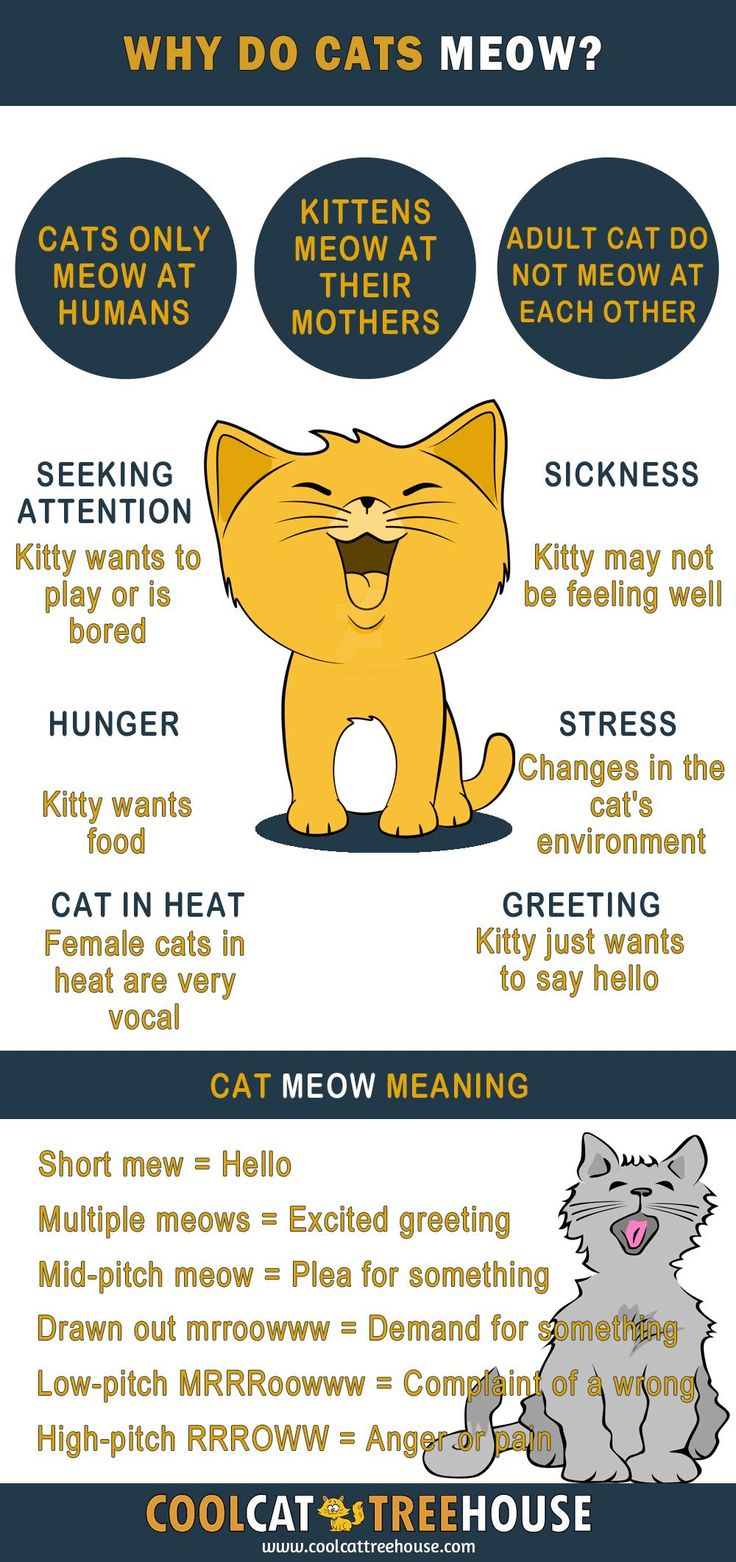 WHY DO CATS MEOW?
CATS ONLY
MEOW AT
HUMANS
KITTENS
MEOW AT
THEIR
MOTHERS
ADULT CAT DO
NOT MEOW AT
EACH OTHER
SEEKING
ATTENTION
Kitty wants to
play or is
bored
SICKNESS
Kitty may not
be feeling well
HUNGER
Kitty wants
food
STRESS
Changes in the
cat's
environment
CAT IN HEAT
Female cats in
heat are very
vocal
GREETING
Kitty just wants
to say hello
CAT MEOW MEANING
Short mew = Hello
Multiple meows = Excited greeting
Mid-pitch meow = Plea for something
Drawn out mrroowww = Demand for something
Low-pitch MRRRoowww = Complaint of a wrong
High-pitch RRROWW = Anger or pain
COOLCAT TREEHOUSE
www.coolcattreehouse.com